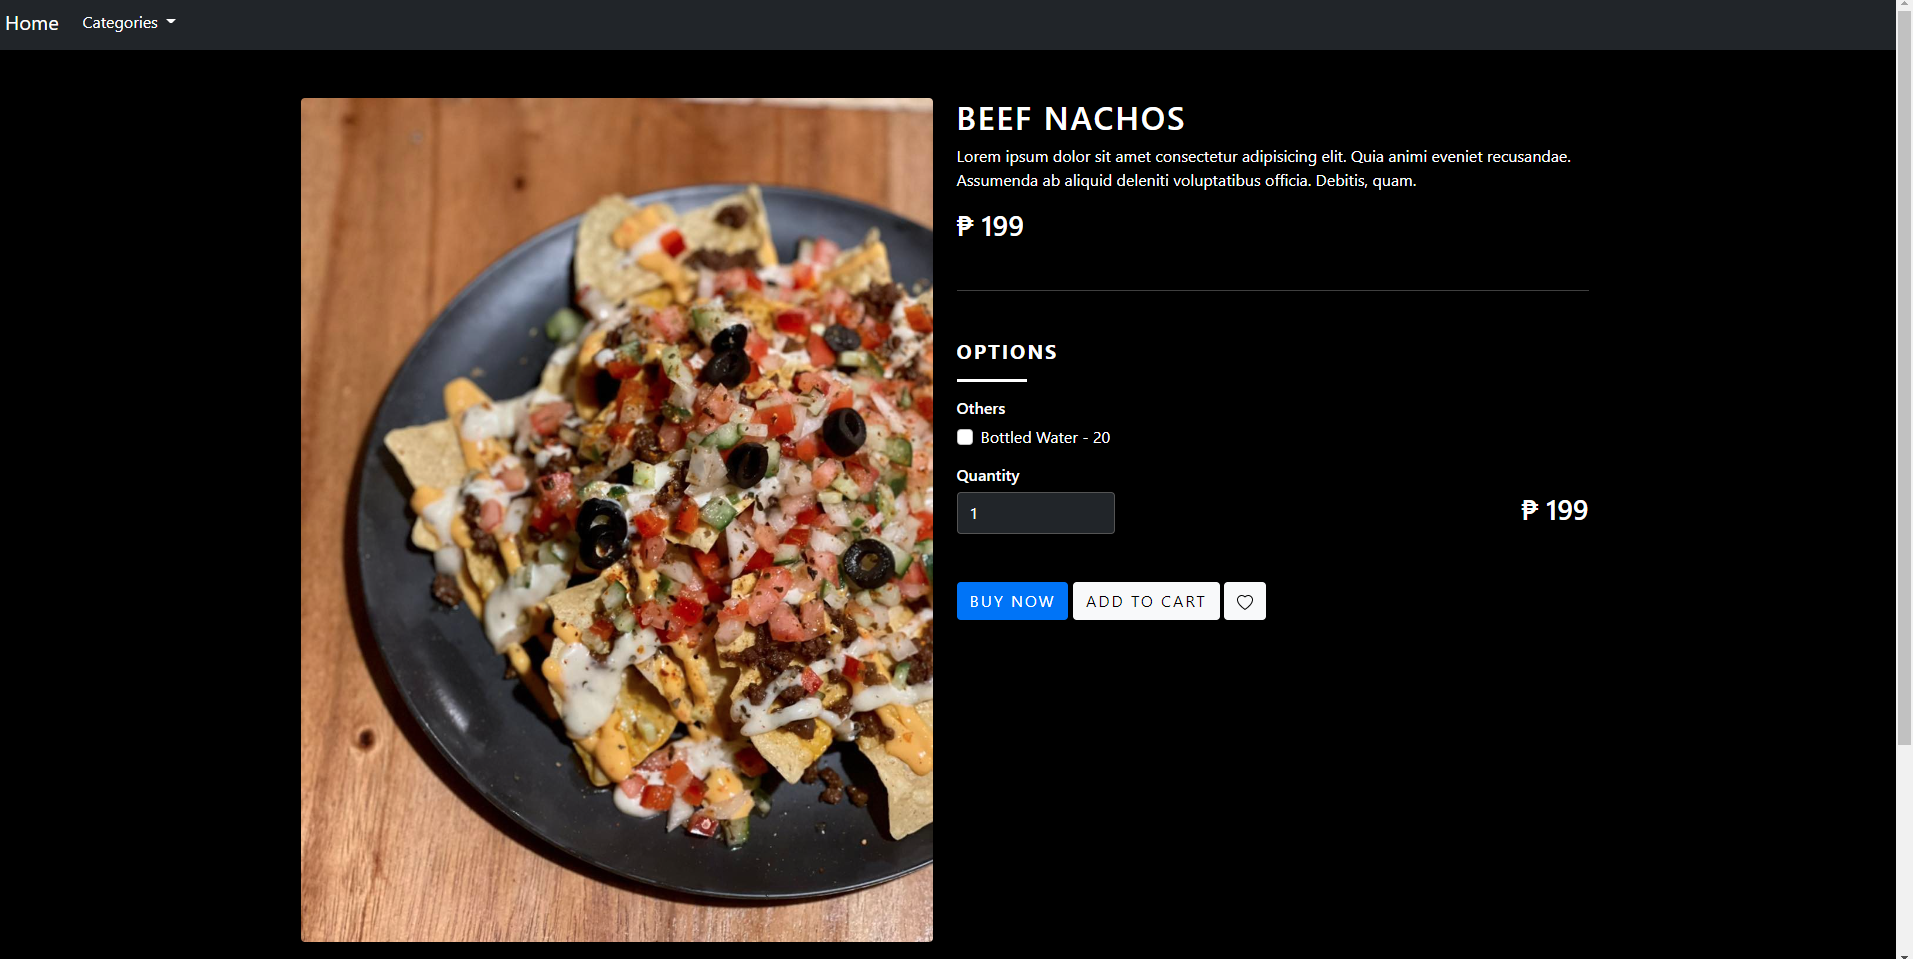 Home Categories
BEEF NACHOS
Lorem ipsum dolor sit amet consectetur adipisicing elit. Quia animi eveniet recusandae.
Assumenda ab aliquid deleniti voluptatibus officia. Debitis, quam.
₱ 199
OPTIONS
Others
Bottled Water - 20
Quantity
1
₱ 199
BUY NOW ADD TO CART